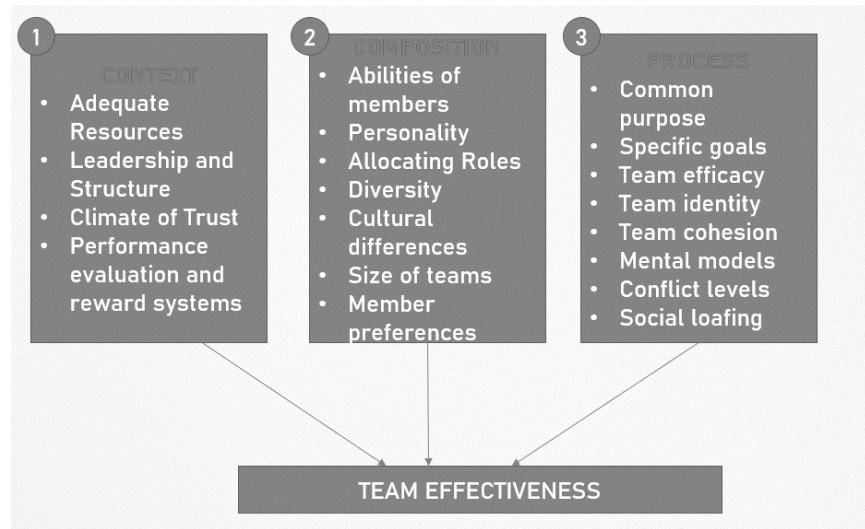 1
CONTEXT
• Adequate
Resources
• Leadership and
Structure
• Climate of Trust
• Performance
evaluation and
reward systems
2
COMPOSITION
• Abilities of
members
• Personality
• Allocating Roles
• Diversity
• Cultural
differences
• Size of teams
• Member
preferences
3
PROCESS
• Common
purpose
• Specific goals
• Team efficacy
• Team identity
• Team cohesion
• Mental models
• Conflict levels
• Social loafing
TEAM EFFECTIVENESS